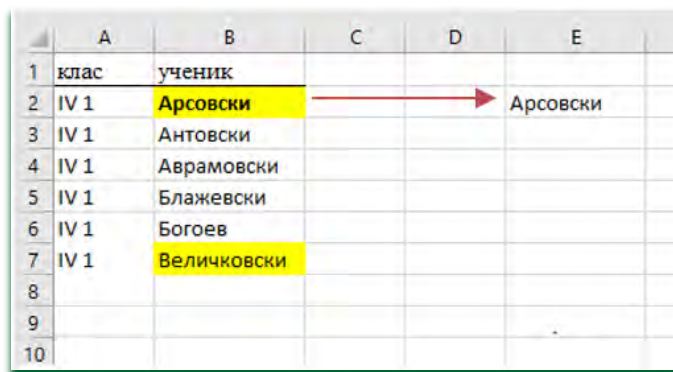 A B C D E
1 клас ученик
2 IV 1 Арсовски Арсовски
3 IV 1 Антовски
4 IV 1 Аврамовски
5 IV 1 Блажевски
6 IV 1 Богоев
7 IV 1 Величковски
8
9
10